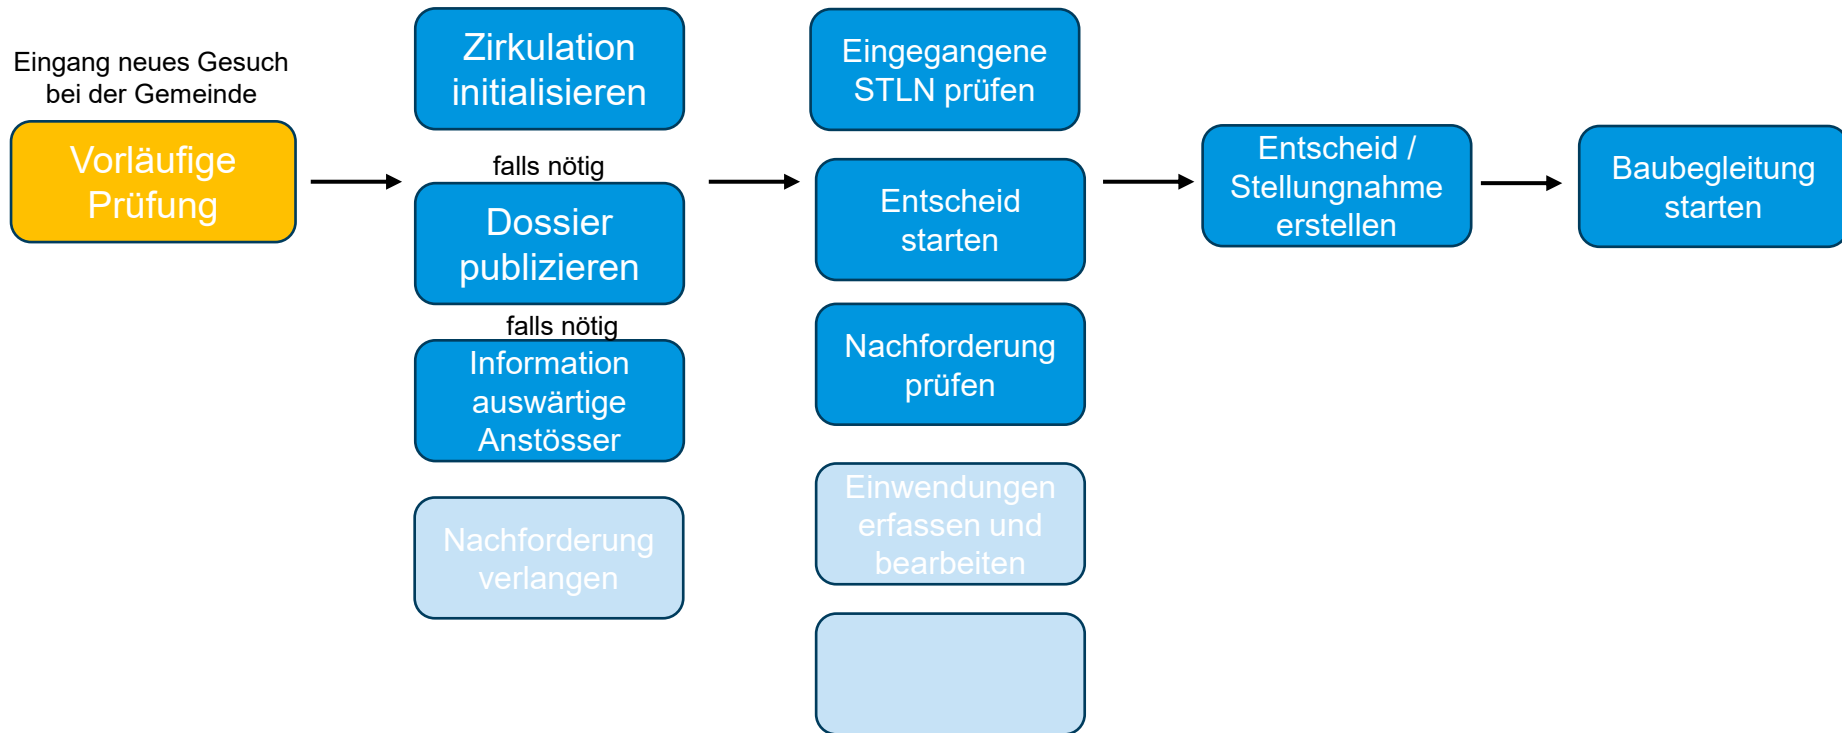 Eingang neues Gesuch
bei der Gemeinde
Vorläufige
Prüfung
Zirkulation
initialisieren
falls nötig
Dossier
publizieren
falls nötig
Information
auswärtige
Anstösser
Nachforderung
verlangen
Eingegangene
STLN prüfen
Entscheid
starten
Nachforderung
prüfen
Einwendungen
erfassen und
bearbeiten
Entscheid /
Stellungnahme
erstellen
Baubegleitung
starten